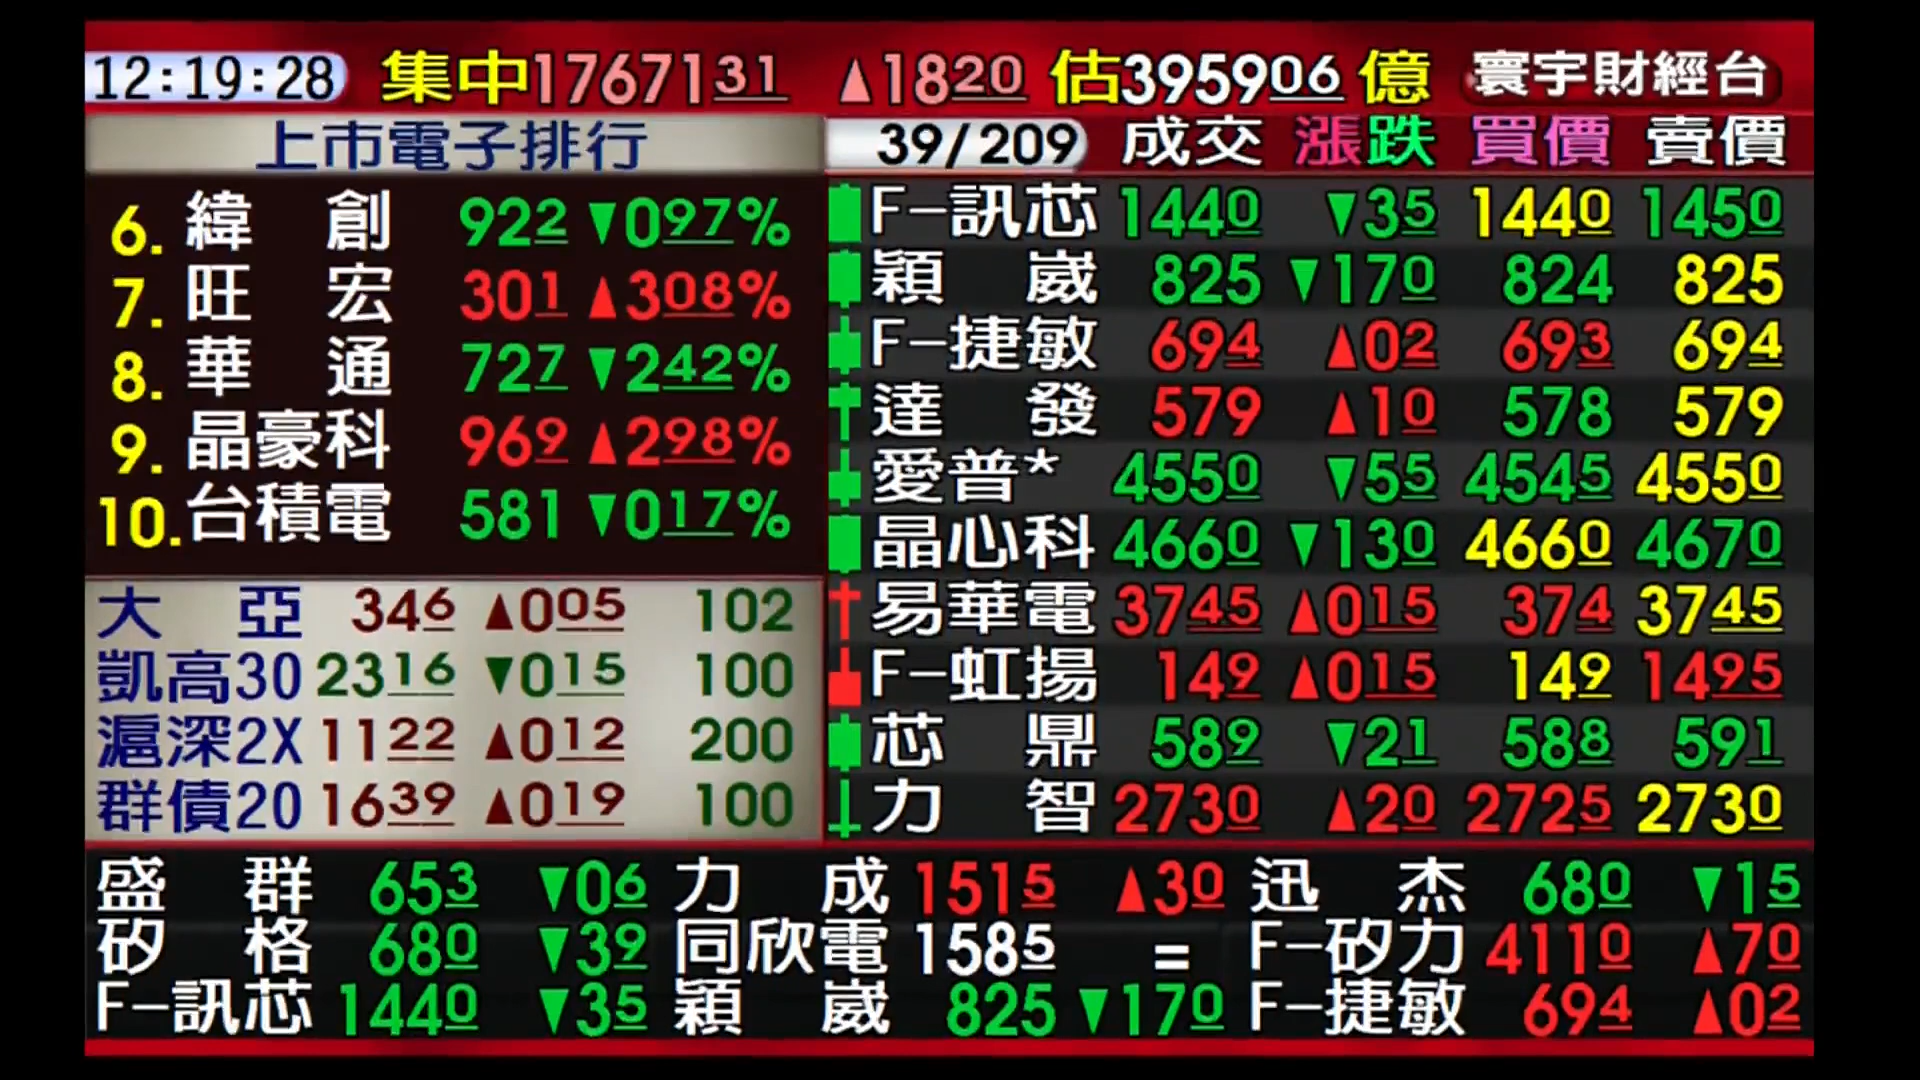 12:19:28 集中1767131 ▲1820 估395906億 寰宇財經台
上市電子排行
6. 緯創 922 ▼097%
7. 旺宏 301 ▲308%
8. 華通 727 ▼242%
9. 晶豪科 969 ▲298%
10. 台積電 581 ▼017%
大亞 346 ▲005 102
凱高30 2316 ▼015 100
滬深2X 1122 ▲012 200
群債20 1639 ▲019 100
39/209 成交 漲跌 買價 賣價
F-訊芯 1440 ▼35 1440 1450
穎崴 825 ▼170 824 825
F-捷敏 694 ▲02 693 694
達發 579 ▲10 578 579
愛普* 4550 ▼55 4545 4550
晶心科 4660 ▼130 4660 4670
易華電 3745 ▲015 374 3745
F-虹揚 149 ▲015 149 1495
芯鼎 589 ▼21 588 591
力智 2730 ▲20 2725 2730
盛群 653 ▼06 力成 1515 ▲30 迅杰 680 ▼15
矽格 680 ▼39 同欣電 1585 = F-矽力 4110 ▲70
F-訊芯 1440 ▼35 穎崴 825 ▼170 F-捷敏 694 ▲02